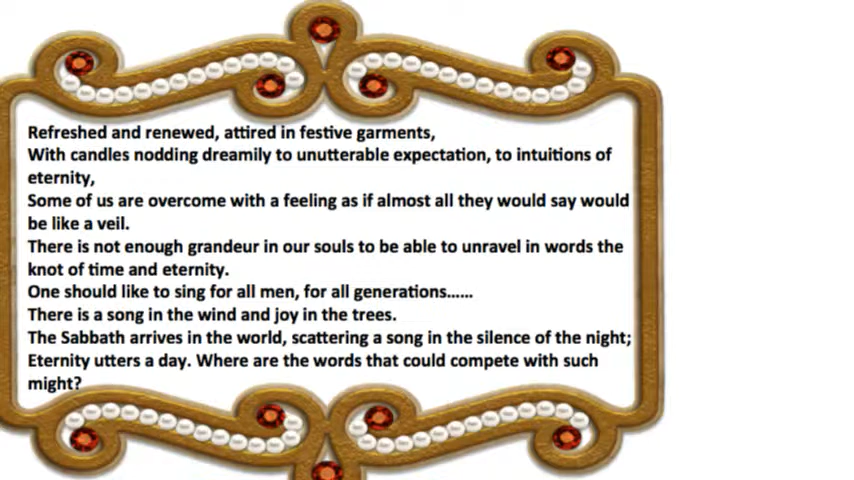 Refreshed and renewed, attired in festive garments,
With candles nodding dreamily to unutterable expectation, to intuitions of
eternity,
Some of us are overcome with a feeling as if almost all they would say would
be like a veil.
There is not enough grandeur in our souls to be able to unravel in words the
knot of time and eternity.
One should like to sing for all men, for all generations......
There is a song in the wind and joy in the trees.
The Sabbath arrives in the world, scattering a song in the silence of the night;
Eternity utters a day. Where are the words that could compete with such
might?